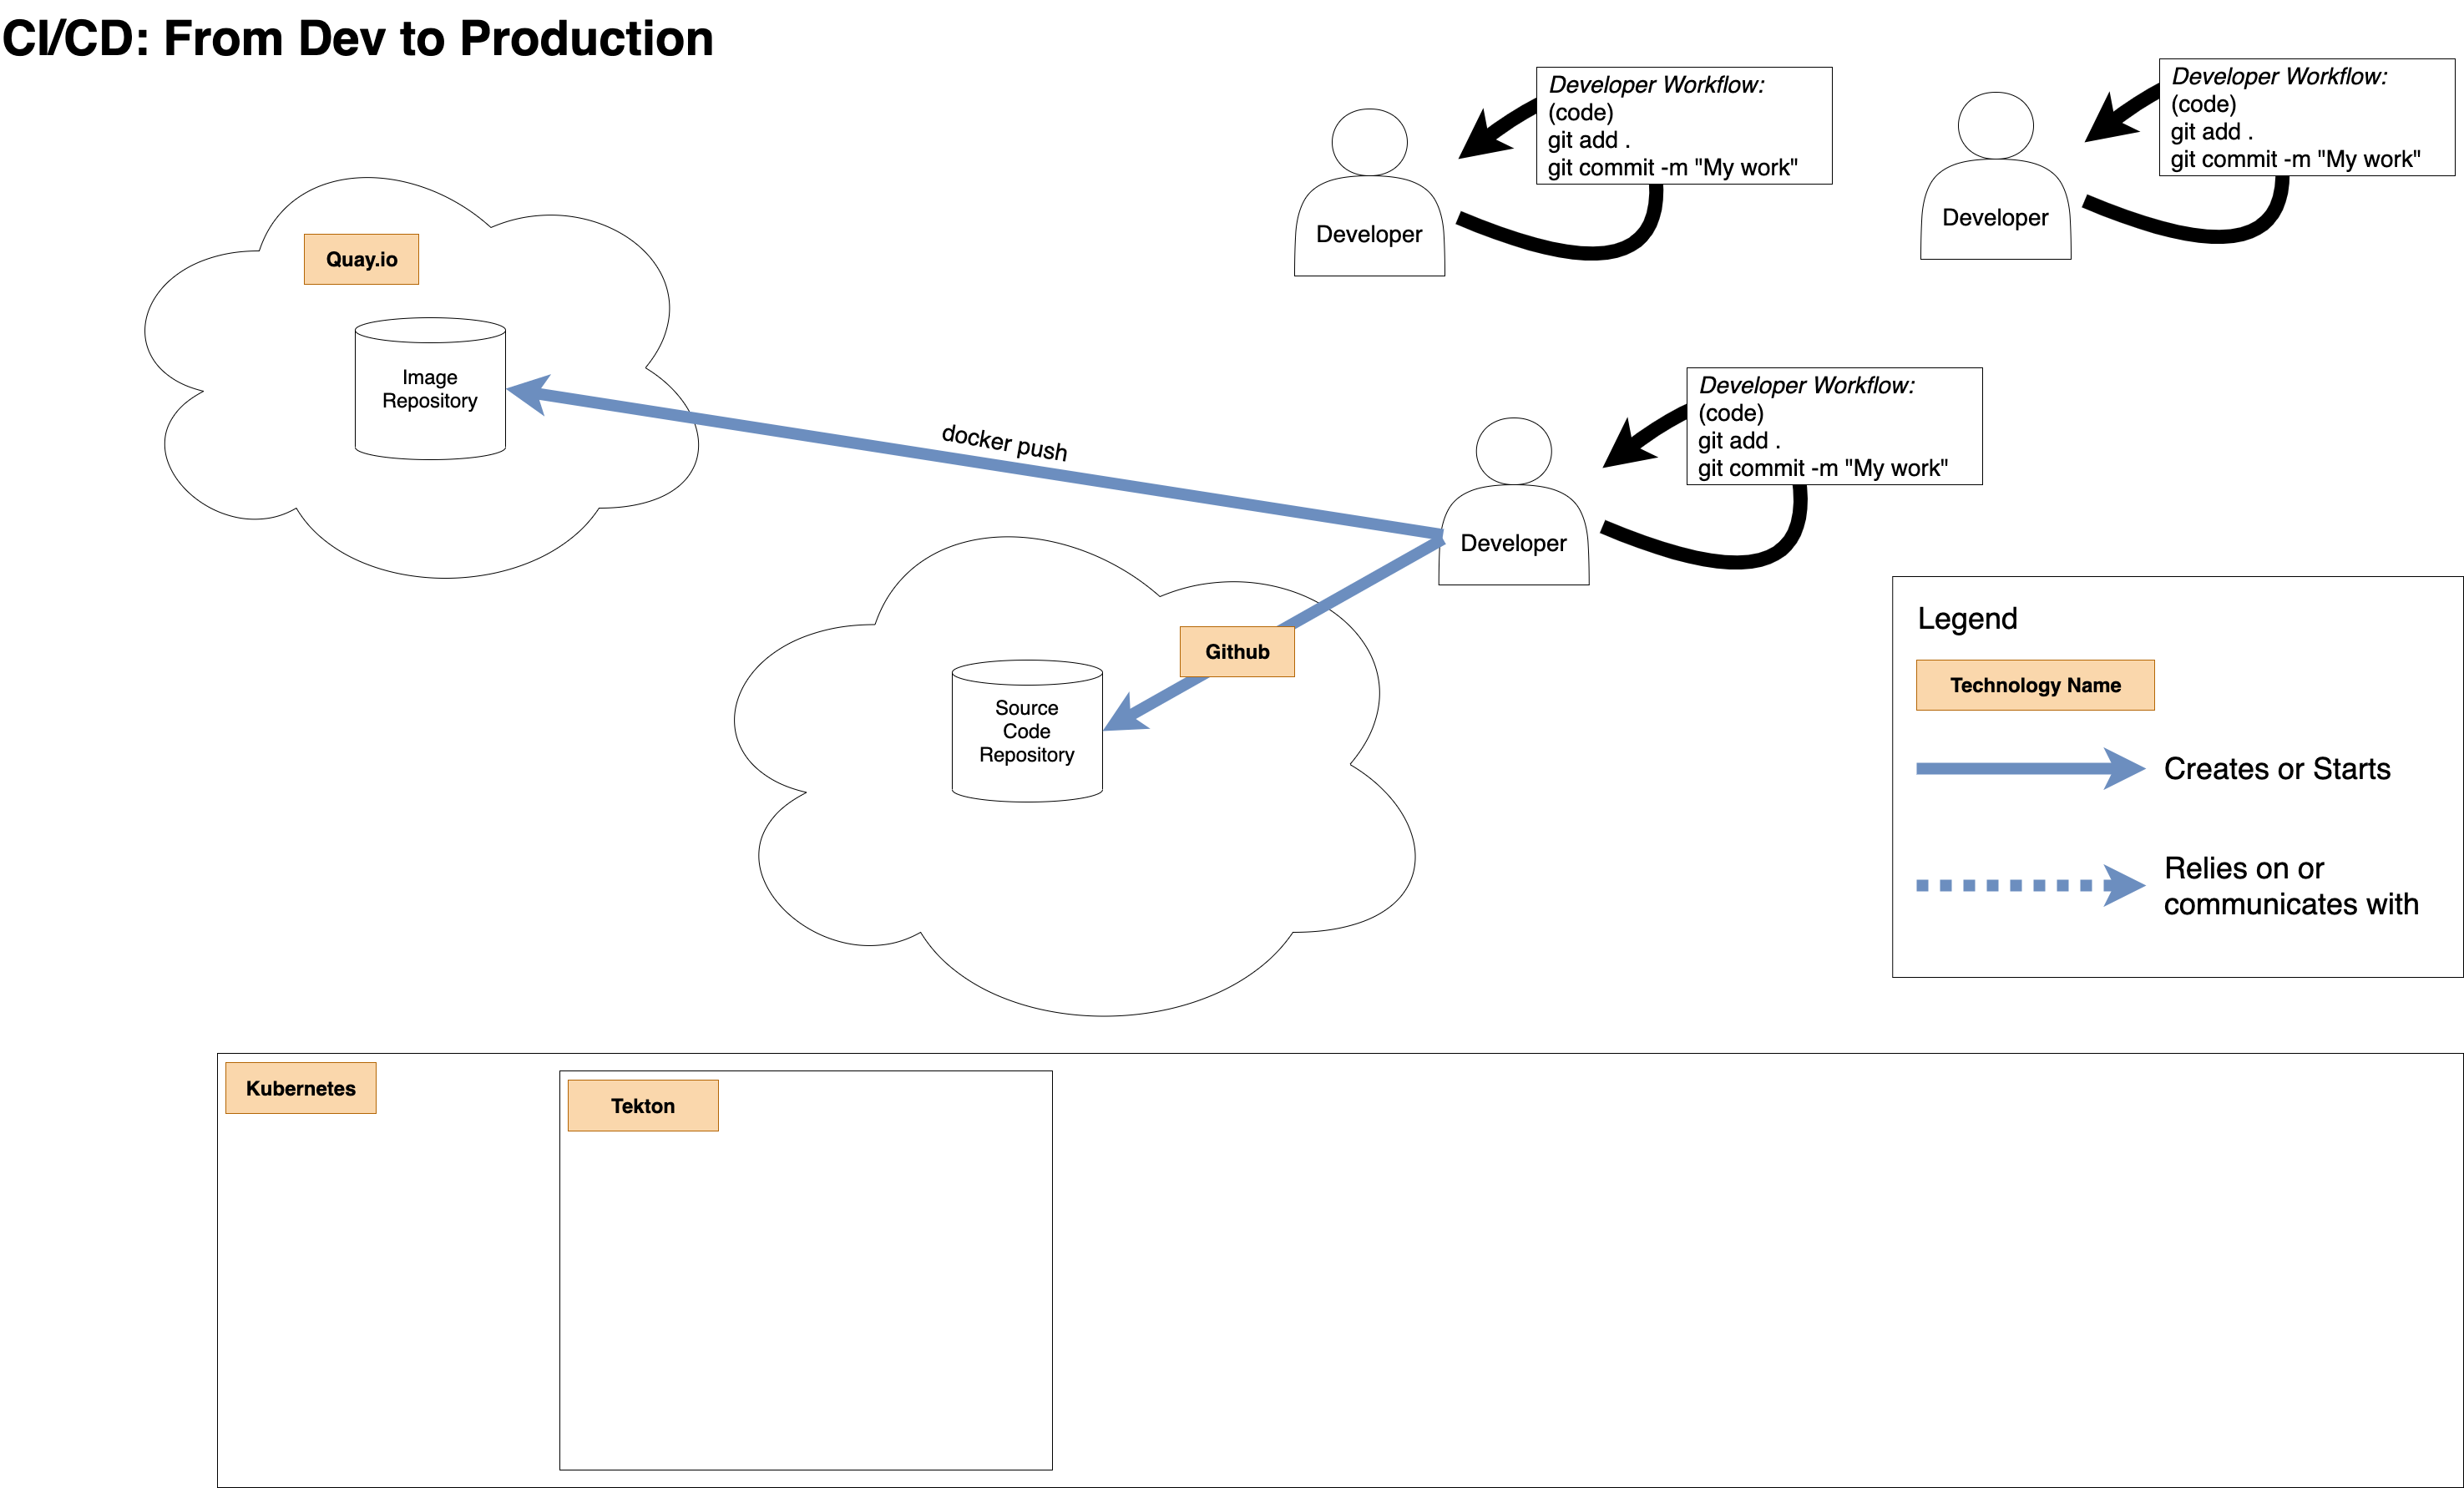 CI/CD: From Dev to Production
Developer Workflow:
(code)
git add .
git commit -m "My work"
Developer
Developer Workflow:
(code)
git add .
git commit -m "My work"
Developer
Quay.io
Image
Repository
docker push
Developer Workflow:
(code)
git add .
git commit -m "My work"
Developer
Github
Source
Code
Repository
Legend
Technology Name
Creates or Starts
Relies on or
communicates with
Kubernetes
Tekton